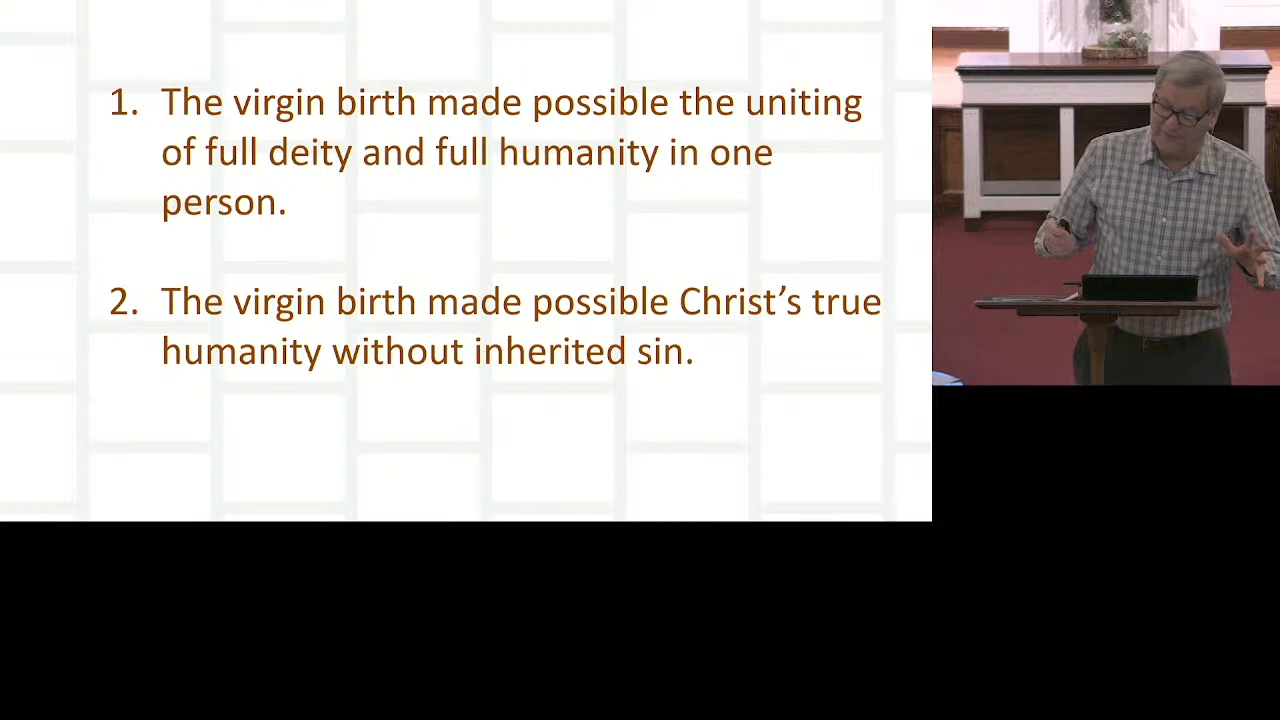 1. The virgin birth made possible the uniting
of full deity and full humanity in one
person.
2. The virgin birth made possible Christ’s true
humanity without inherited sin.